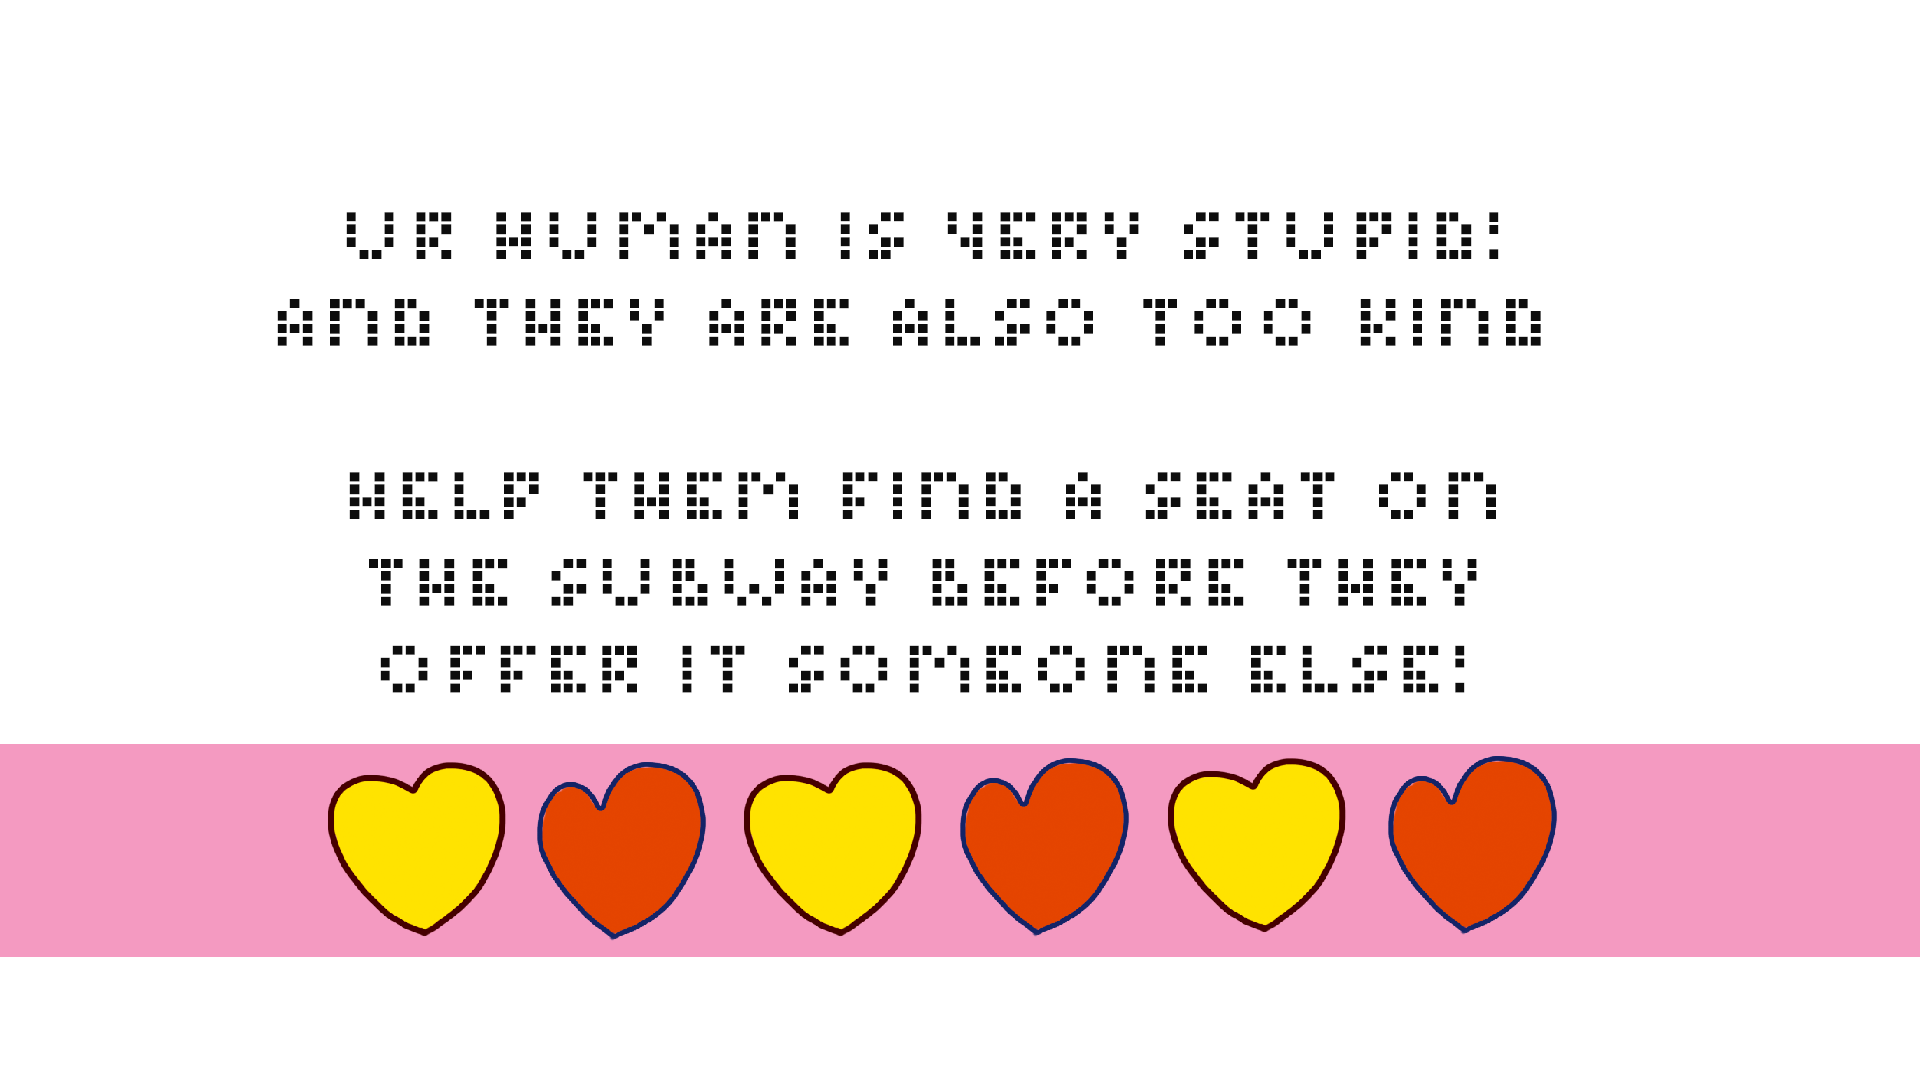 UR HUMAN IS VERY STUPID!
AND THEY ARE ALSO TOO KIND
HELP THEM FIND A SEAT ON
THE SUBWAY BEFORE THEY
OFFER IT SOMEONE ELSE!